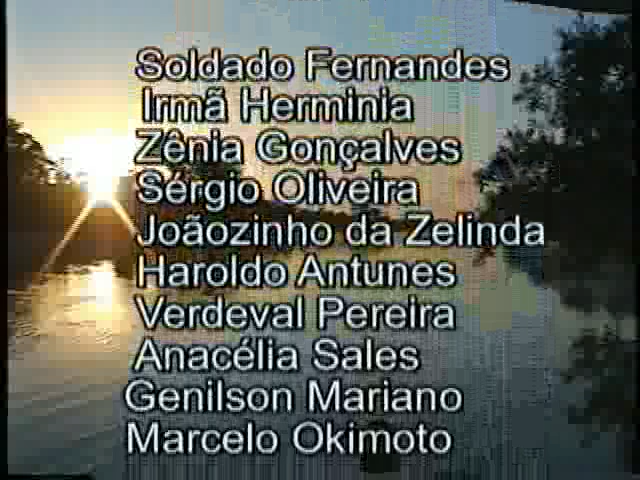 Soldado Fernandes
Irmã Herminia
Zênia Gonçalves
Sérgio Oliveira
Joãozinho da Zelinda
Haroldo Antunes
Verdeval Pereira
Anacélia Sales
Genilson Mariano
Marcelo Okimoto